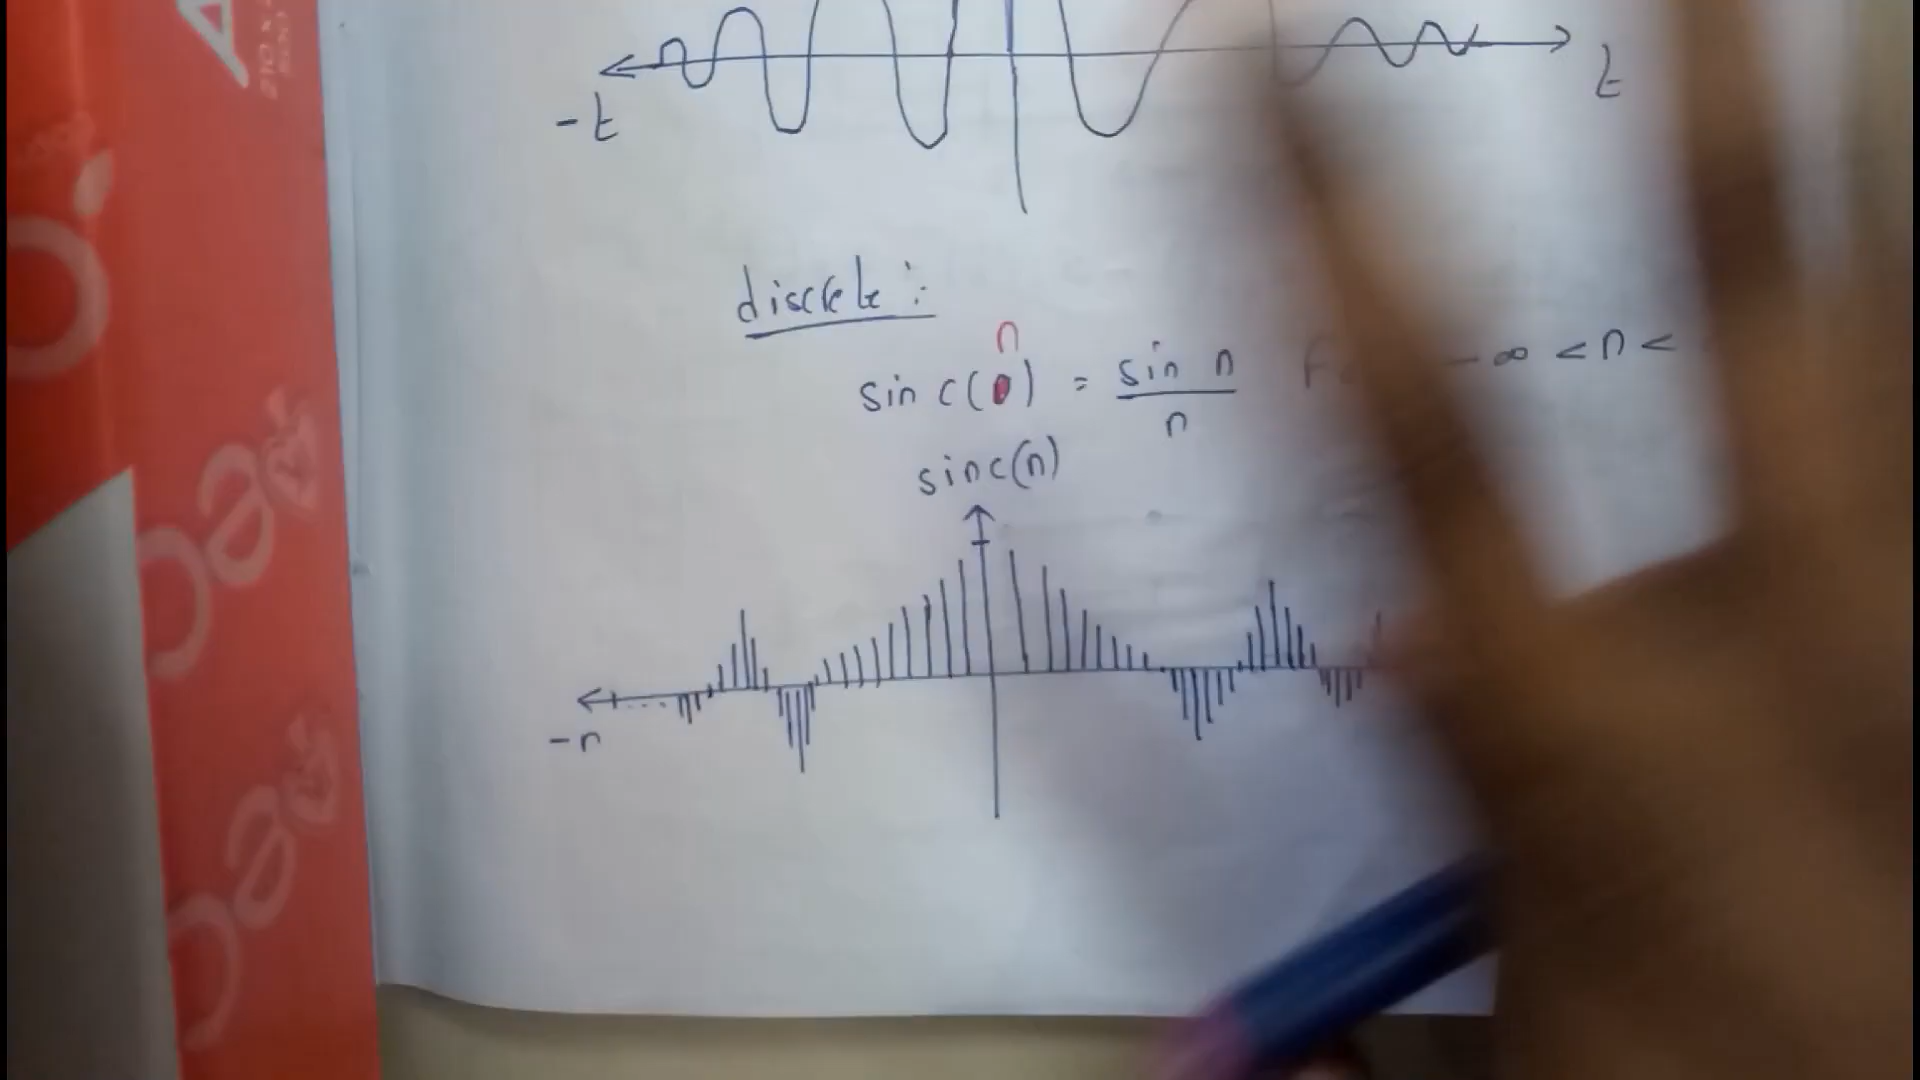 t
-t
discrete :
n
sinc( ) = sin n / n - ∞ < n <
sinc(n)
-n